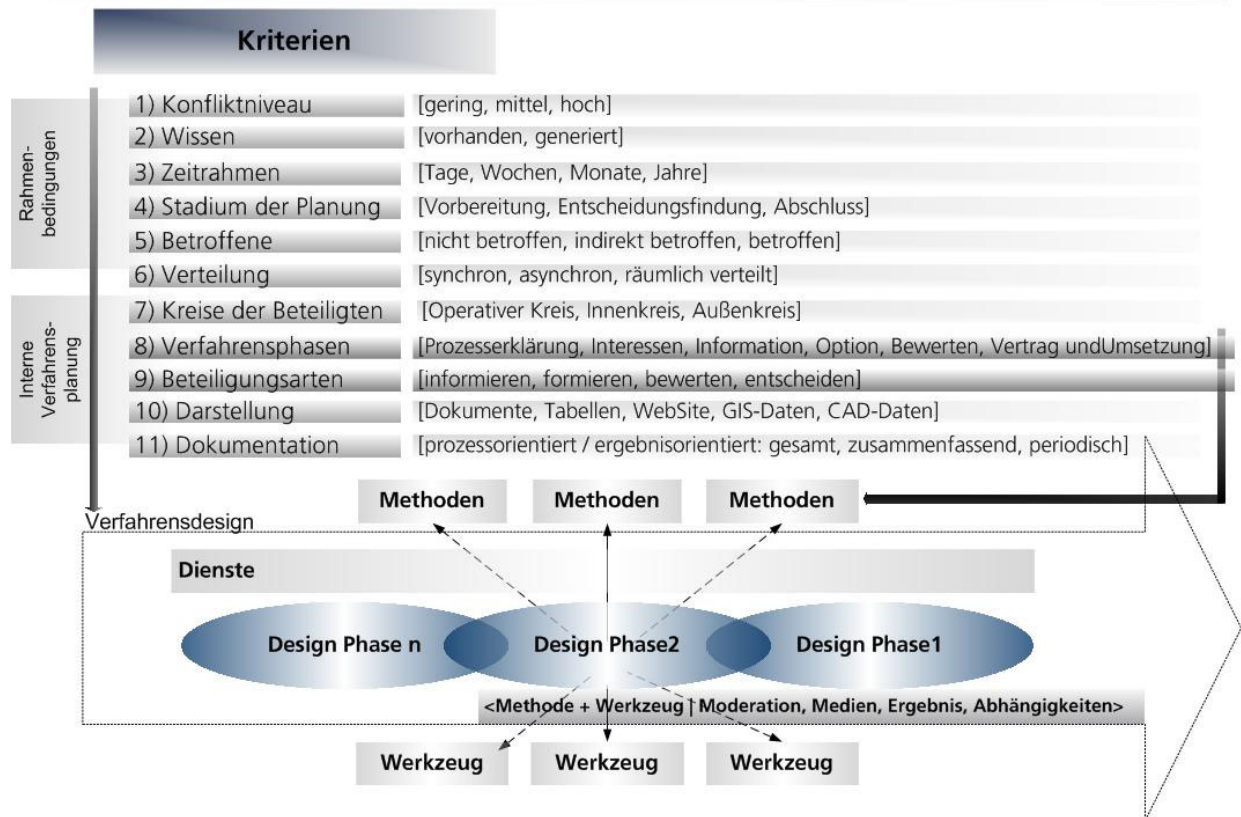 Kriterien
Rahmen-
bedingungen
1) Konfliktniveau [gering, mittel, hoch]
2) Wissen [vorhanden, generiert]
3) Zeitrahmen [Tage, Wochen, Monate, Jahre]
4) Stadium der Planung [Vorbereitung, Entscheidungsfindung, Abschluss]
5) Betroffene [nicht betroffen, indirekt betroffen, betroffen]
6) Verteilung [synchron, asynchron, räumlich verteilt]
Interne
Verfahrens-
planung
7) Kreise der Beteiligten [Operativer Kreis, Innenkreis, Außenkreis]
8) Verfahrensphasen [Prozesserklärung, Interessen, Information, Option, Bewerten, Vertrag undUmsetzung]
9) Beteiligungsarten [informieren, formieren, bewerten, entscheiden]
10) Darstellung [Dokumente, Tabellen, WebSite, GIS-Daten, CAD-Daten]
11) Dokumentation [prozessorientiert / ergebnisorientiert: gesamt, zusammenfassend, periodisch]
Methoden Methoden Methoden
Verfahrensdesign
Dienste
Design Phase n Design Phase2 Design Phase1
<Methode + Werkzeug | Moderation, Medien, Ergebnis, Abhängigkeiten>
Werkzeug Werkzeug Werkzeug